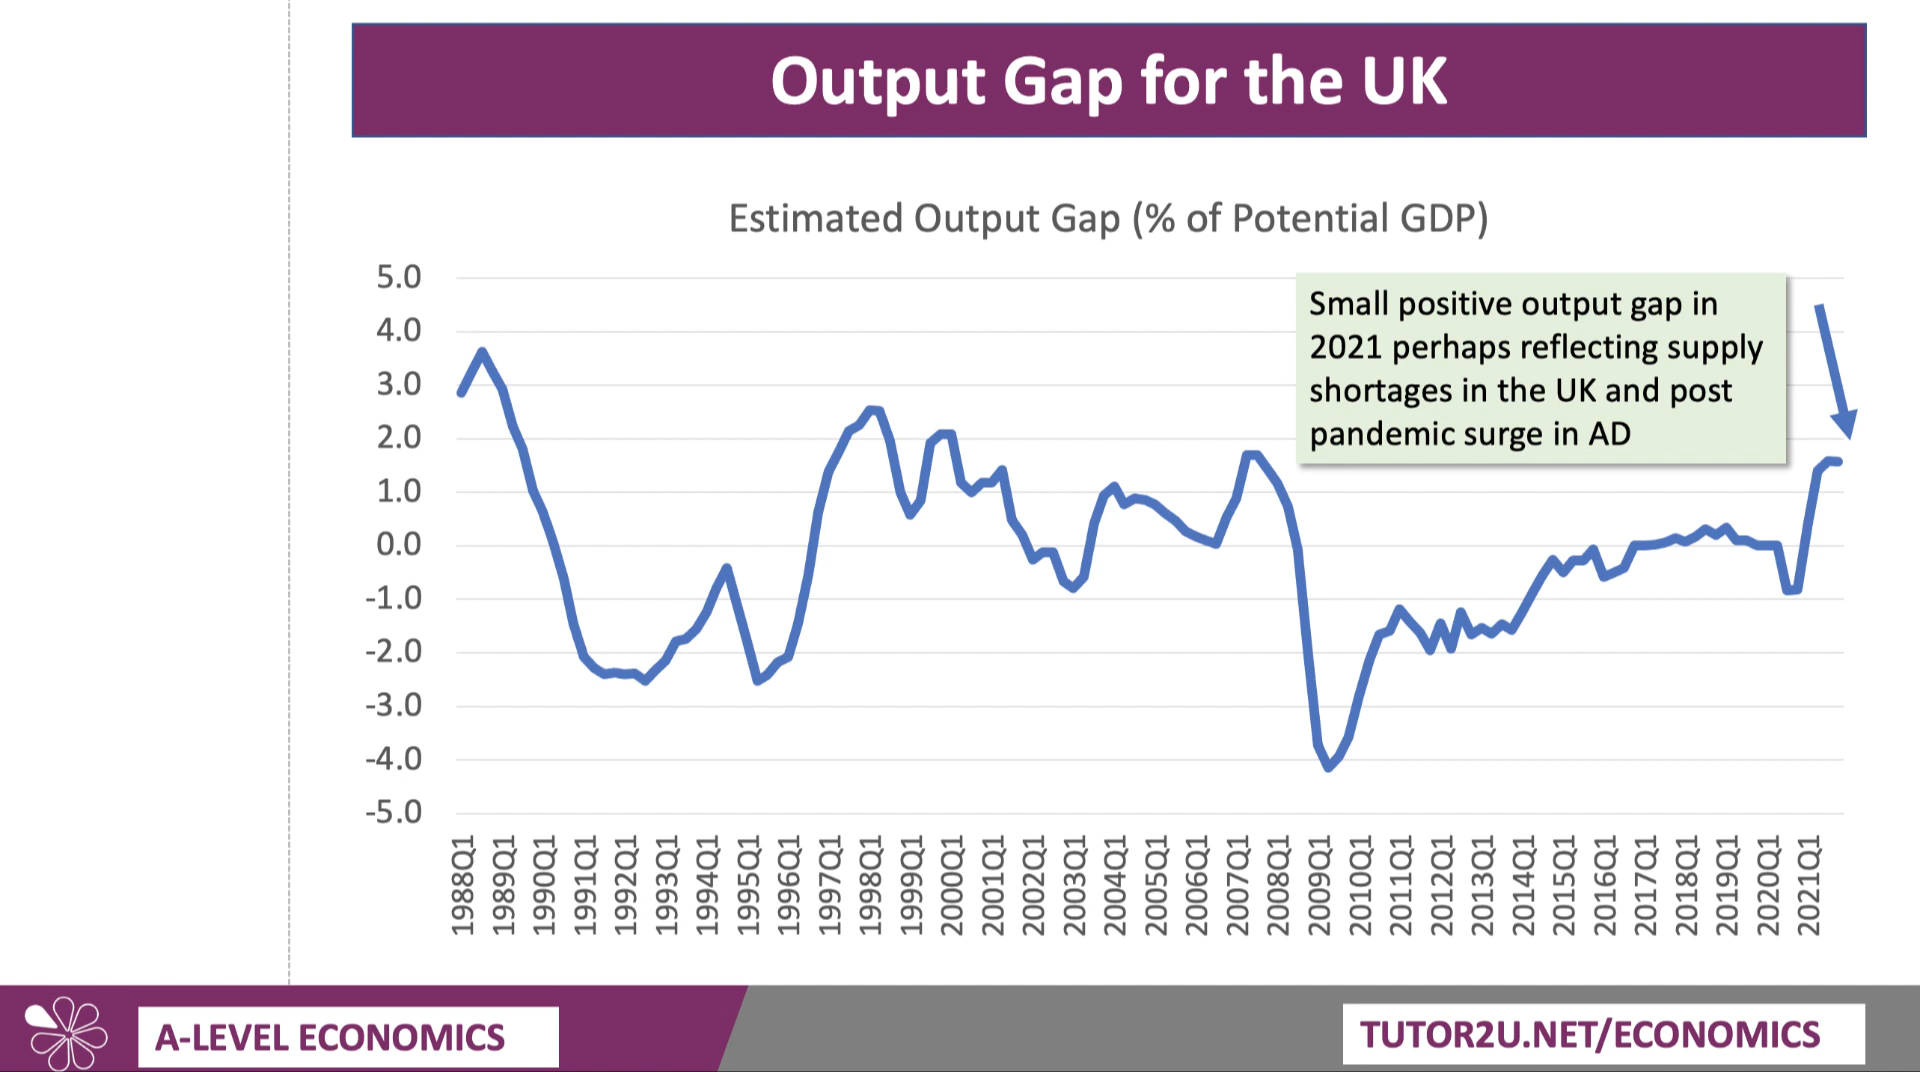 Output Gap for the UK
Estimated Output Gap (% of Potential GDP)
5.0
4.0
3.0
2.0
1.0
0.0
-1.0
-2.0
-3.0
-4.0
-5.0
Small positive output gap in
2021 perhaps reflecting supply
shortages in the UK and post
pandemic surge in AD
1988Q1
1989Q1
1990Q1
1991Q1
1992Q1
1993Q1
1994Q1
1995Q1
1996Q1
1997Q1
1998Q1
1999Q1
2000Q1
2001Q1
2002Q1
2003Q1
2004Q1
2005Q1
2006Q1
2007Q1
2008Q1
2009Q1
2010Q1
2011Q1
2012Q1
2013Q1
2014Q1
2015Q1
2016Q1
2017Q1
2018Q1
2019Q1
2020Q1
2021Q1
A-LEVEL ECONOMICS
TUTOR2U.NET/ECONOMICS